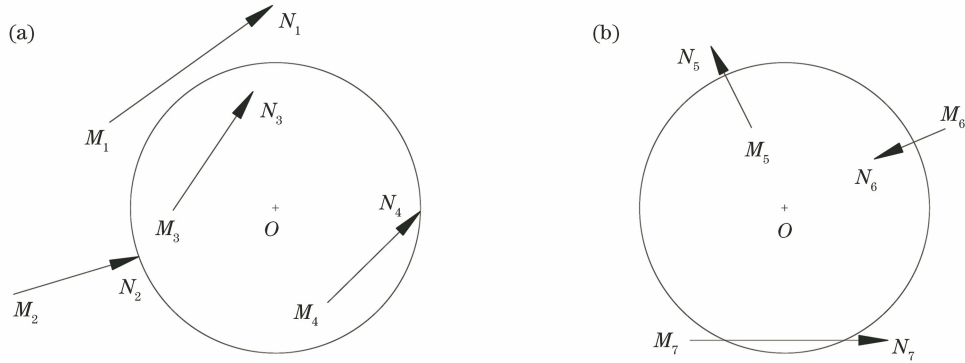 (a)
N₁
(b)
N₅
M₁
N₃
M₅
M₆
N₆
N₄
M₃
O
O
N₂
M₂
M₄
M₇
N₇